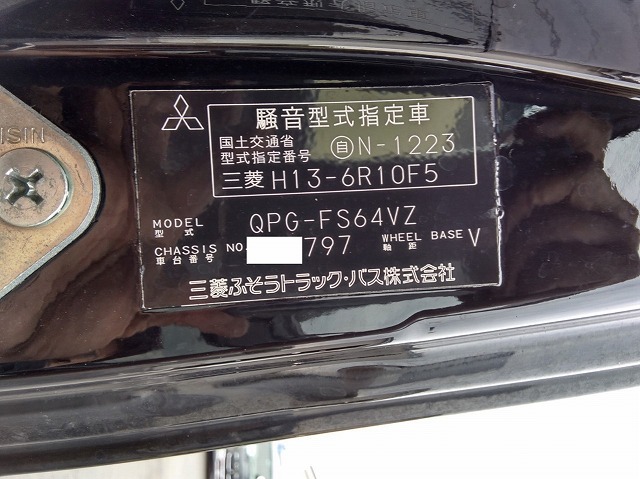 騒音型式指定車
国土交通省
型式指定番号 自N-1223
三菱 H13-6R10F5
MODEL QPG-FS64VZ
型式
CHASSIS NO. 797 WHEEL BASE V
車台番号 軸距
三菱ふそうトラック・バス株式会社
AISIN